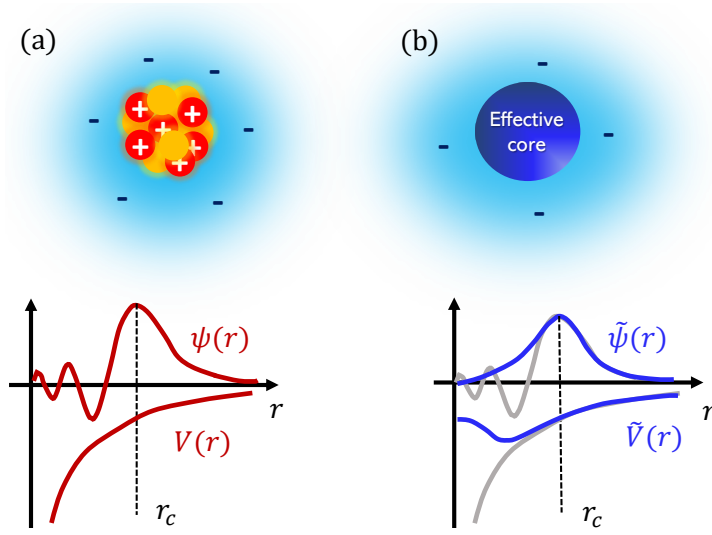 (a)
(b)
-
-
-
-
-
-
+
+
+
+
+
+
-
-
-
-
Effective
core
ψ(r)
r
V(r)
r_c
ψ̃(r)
r
Ṽ(r)
r_c